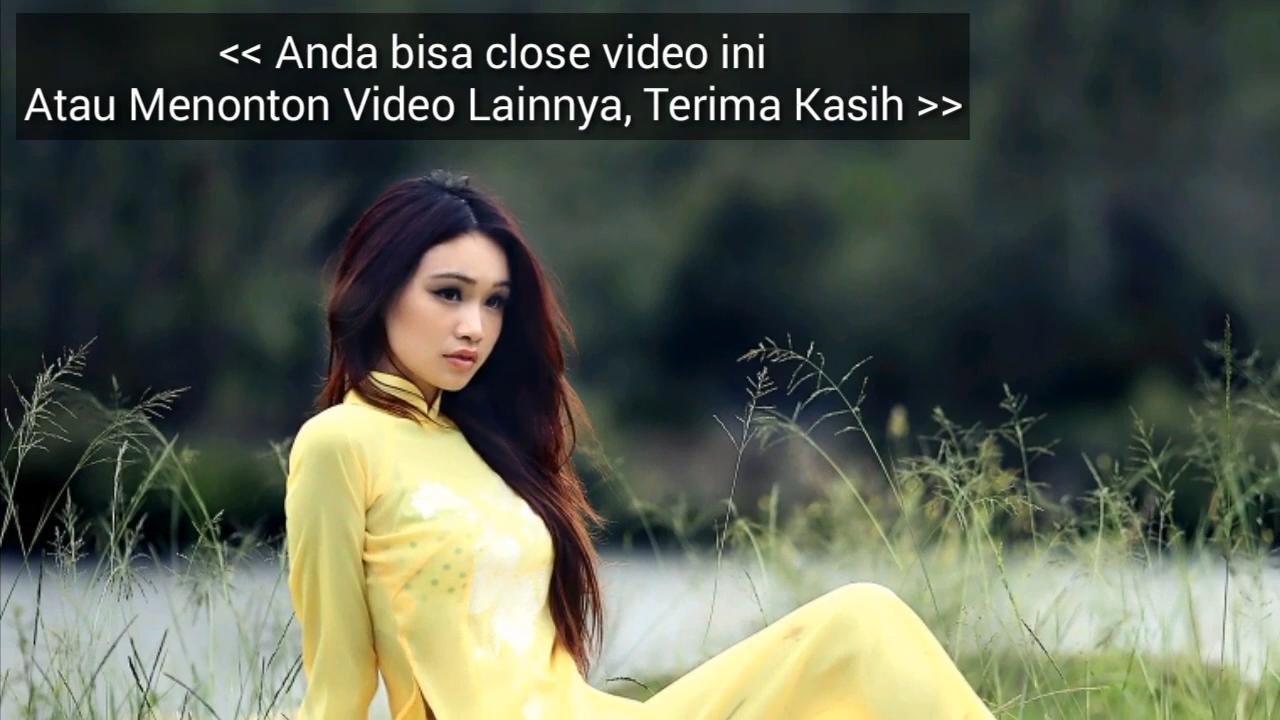 << Anda bisa close video ini
Atau Menonton Video Lainnya, Terima Kasih >>